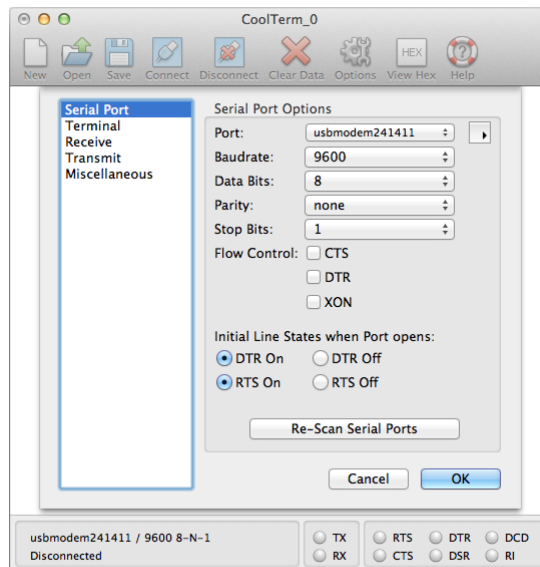 CoolTerm_0
New Open Save Connect Disconnect Clear Data Options View Hex Help
HEX
Serial Port
Terminal
Receive
Transmit
Miscellaneous
Serial Port Options
Port: usbmodem241411
Baudrate: 9600
Data Bits: 8
Parity: none
Stop Bits: 1
Flow Control: CTS
DTR
XON
Initial Line States when Port opens:
DTR On DTR Off
RTS On RTS Off
Re-Scan Serial Ports
Cancel OK
usbmodem241411 / 9600 8-N-1
Disconnected
TX
RX
RTS DTR DCD
CTS DSR RI